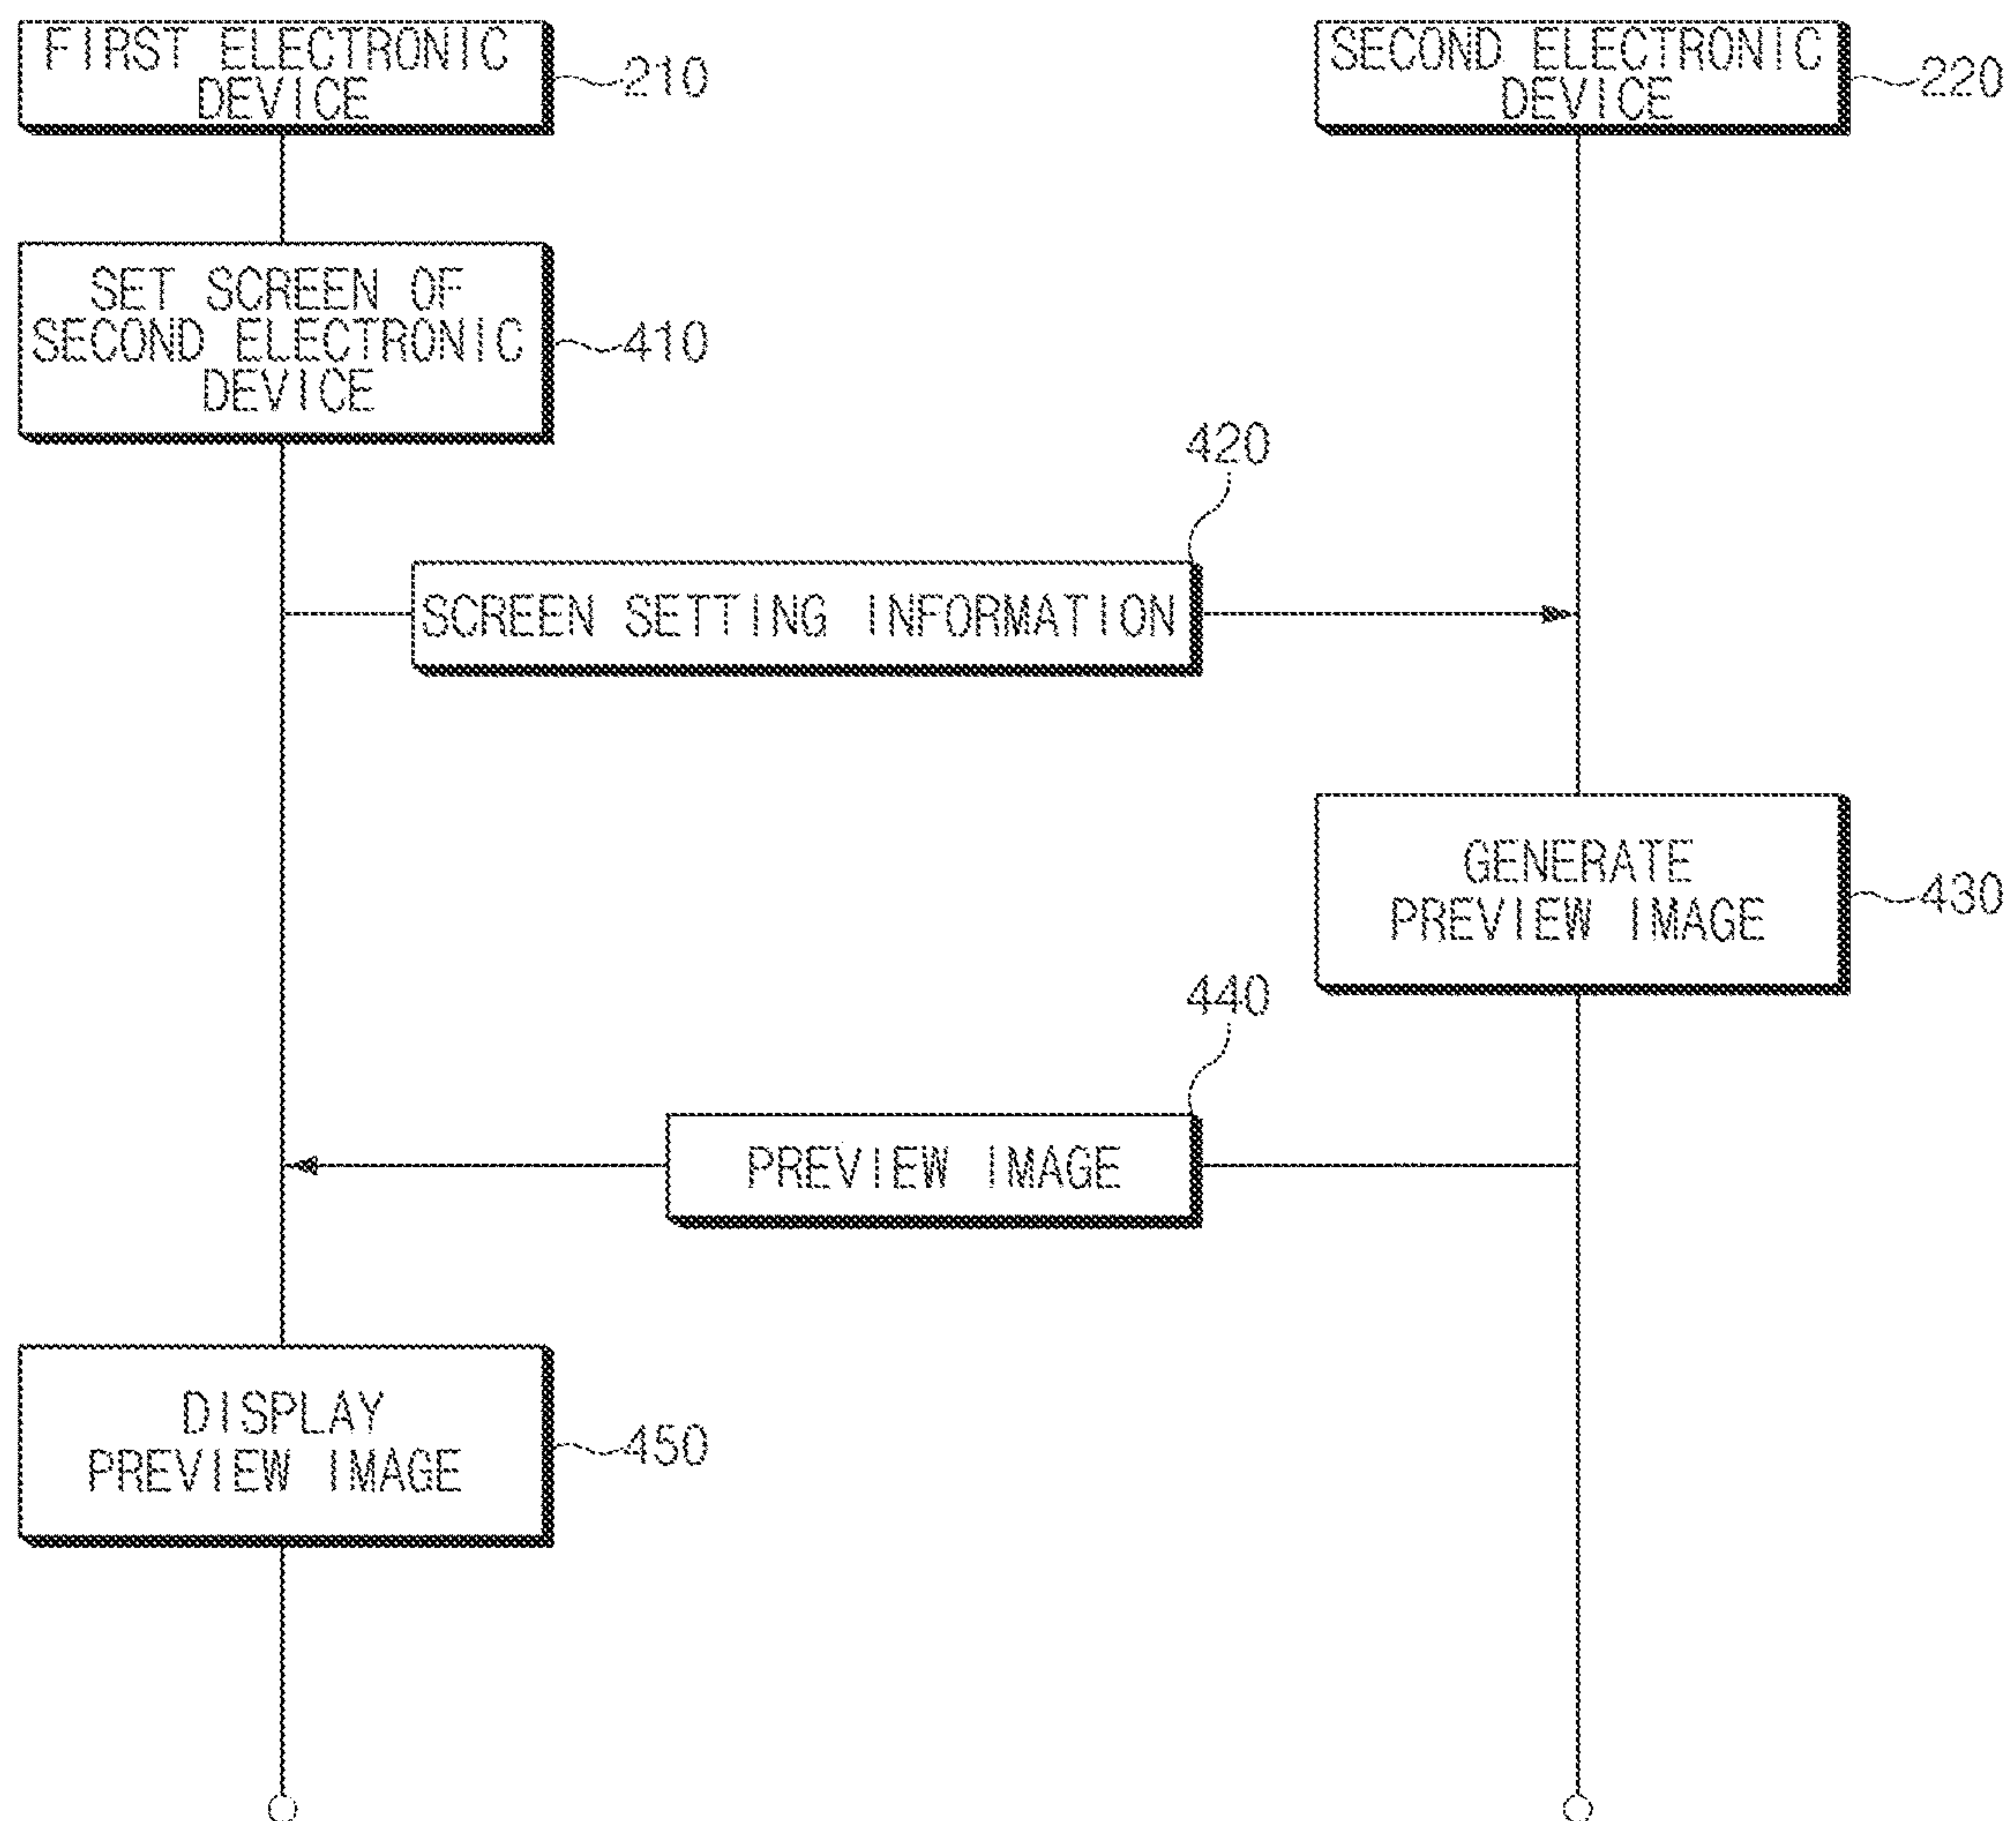 FIRST ELECTRONIC
DEVICE
210
SECOND ELECTRONIC
DEVICE
220
SET SCREEN OF
SECOND ELECTRONIC
DEVICE
410
420
SCREEN SETTING INFORMATION
GENERATE
PREVIEW IMAGE
430
440
PREVIEW IMAGE
DISPLAY
PREVIEW IMAGE
450